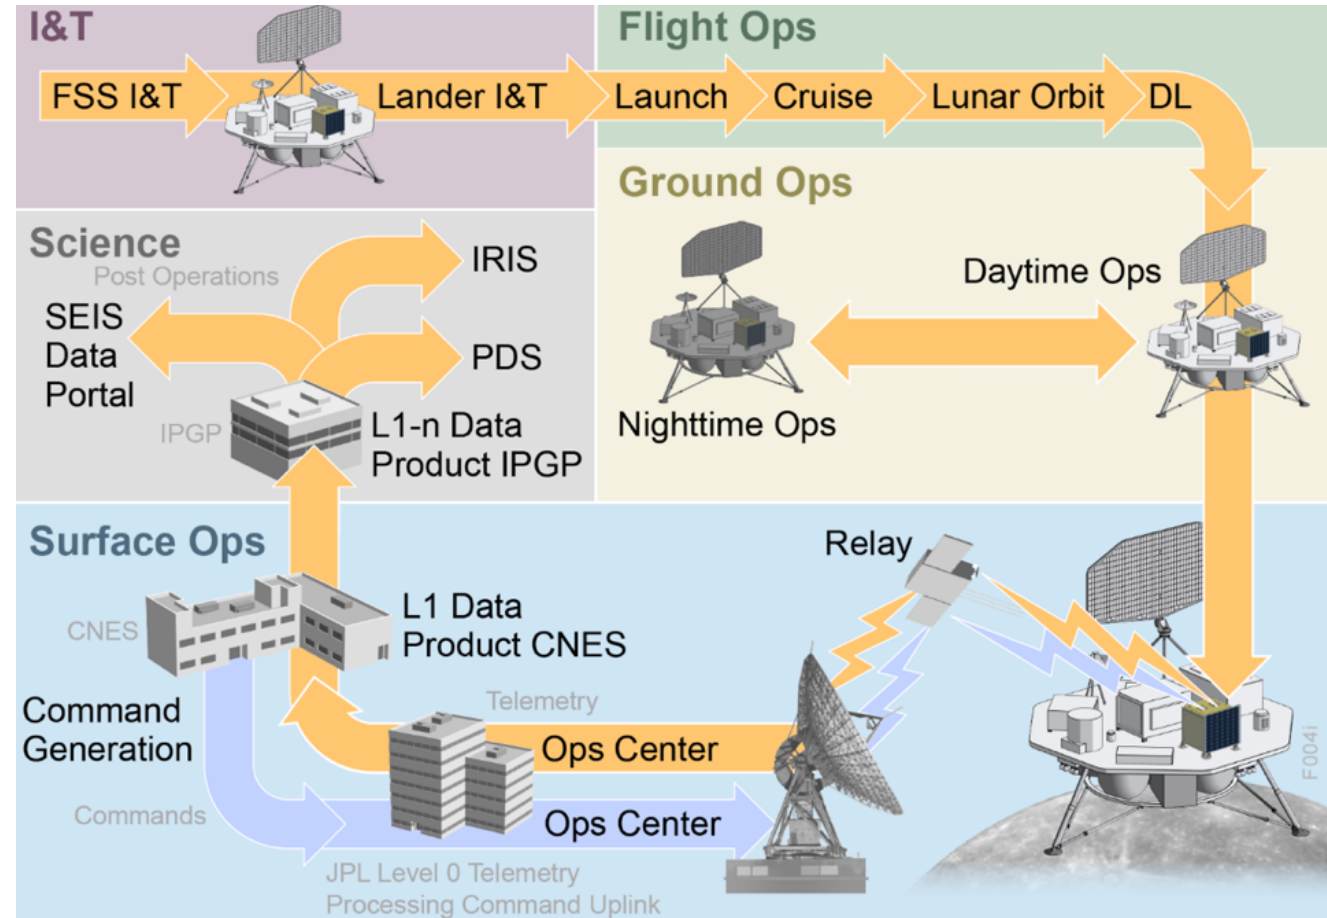 I&T
FSS I&T
Lander I&T
Flight Ops
Launch
Cruise
Lunar Orbit
DL
Ground Ops
Daytime Ops
Nighttime Ops
Science
Post Operations
IRIS
SEIS
Data
Portal
PDS
IPGP
L1-n Data
Product IPGP
Surface Ops
Relay
CNES
L1 Data
Product CNES
Command
Generation
Telemetry
Ops Center
Commands
Ops Center
JPL Level 0 Telemetry
Processing Command Uplink
F004i